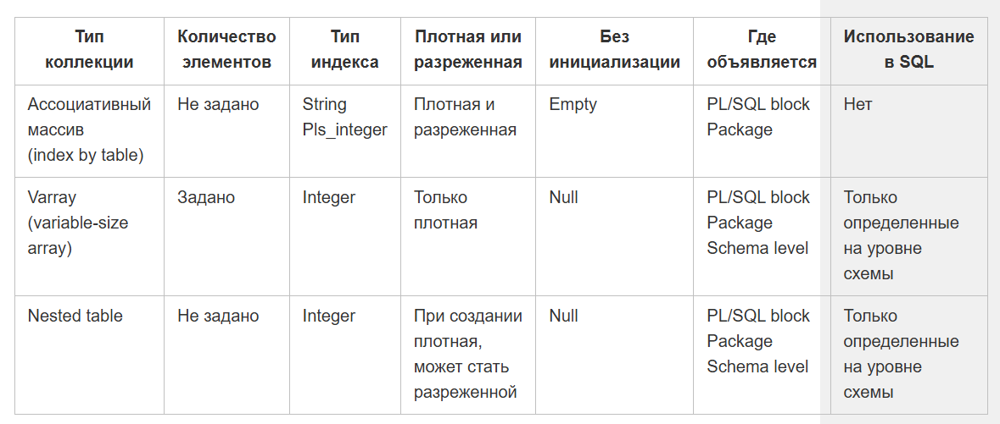 Тип
коллекции
Количество
элементов
Тип
индекса
Плотная или
разреженная
Без
инициализации
Где
объявляется
Использование
в SQL
Ассоциативный
массив
(index by table)
Не задано
String
Pls_integer
Плотная и
разреженная
Empty
PL/SQL block
Package
Нет
Varray
(variable-size
array)
Задано
Integer
Только
плотная
Null
PL/SQL block
Package
Schema level
Только
определенные
на уровне
схемы
Nested table
Не задано
Integer
При создании
плотная,
может стать
разреженной
Null
PL/SQL block
Package
Schema level
Только
определенные
на уровне
схемы